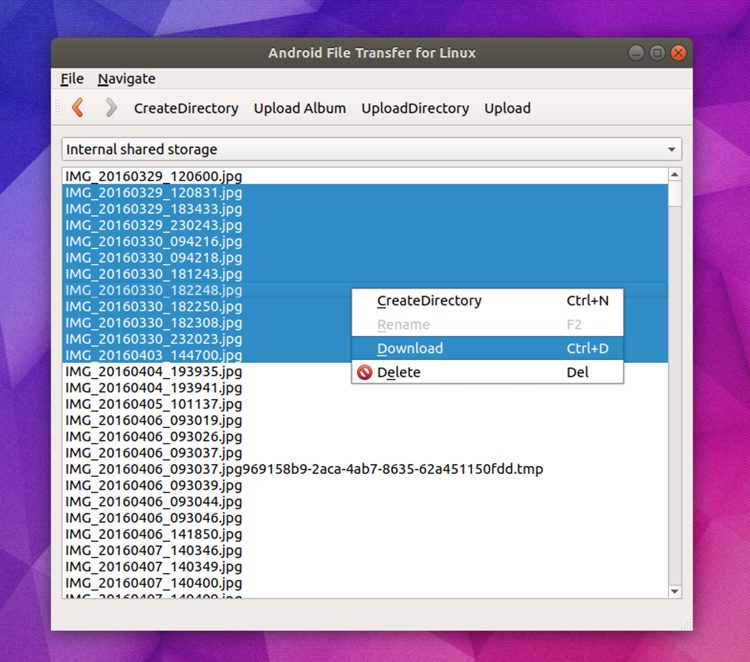 Android File Transfer for Linux
File Navigate
CreateDirectory Upload Album UploadDirectory Upload
Internal shared storage
IMG_20160329_120600.jpg
IMG_20160329_120831.jpg
IMG_20160329_183433.jpg
IMG_20160329_230243.jpg
IMG_20160330_094216.jpg
IMG_20160330_094218.jpg
IMG_20160330_181243.jpg
IMG_20160330_182248.jpg
IMG_20160330_182250.jpg
IMG_20160330_182308.jpg
IMG_20160330_232023.jpg
IMG_20160403_144700.jpg
IMG_20160404_193935.jpg
IMG_20160404_193941.jpg
IMG_20160405_101137.jpg
IMG_20160406_093019.jpg
IMG_20160406_093026.jpg
IMG_20160406_093037.jpg
IMG_20160406_093037.jpg969158b9-2aca-4ab7-8635-62a451150fdd.tmp
IMG_20160406_093039.jpg
IMG_20160406_093044.jpg
IMG_20160406_093046.jpg
IMG_20160406_141850.jpg
IMG_20160407_140346.jpg
IMG_20160407_140349.jpg
IMG_20160407_140400.jpg
CreateDirectory Ctrl+N
Rename F2
Download Ctrl+D
Delete Del